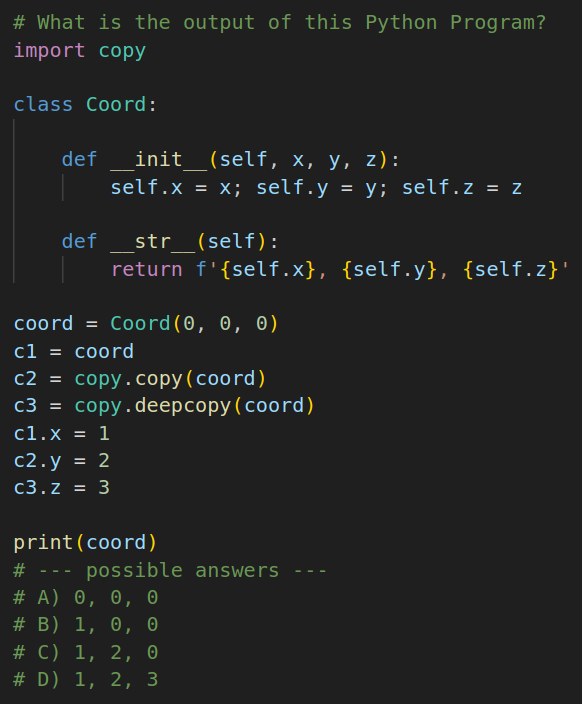 # What is the output of this Python Program?
import copy

class Coord:

    def __init__(self, x, y, z):
        self.x = x; self.y = y; self.z = z

    def __str__(self):
        return f'{self.x}, {self.y}, {self.z}'

coord = Coord(0, 0, 0)
c1 = coord
c2 = copy.copy(coord)
c3 = copy.deepcopy(coord)
c1.x = 1
c2.y = 2
c3.z = 3

print(coord)
# --- possible answers ---
# A) 0, 0, 0
# B) 1, 0, 0
# C) 1, 2, 0
# D) 1, 2, 3